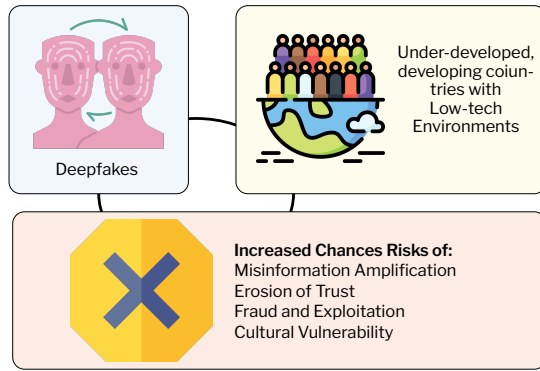 Deepfakes
Under-developed,
developing coiun-
tries with
Low-tech
Environments
Increased Chances Risks of:
Misinformation Amplification
Erosion of Trust
Fraud and Exploitation
Cultural Vulnerability